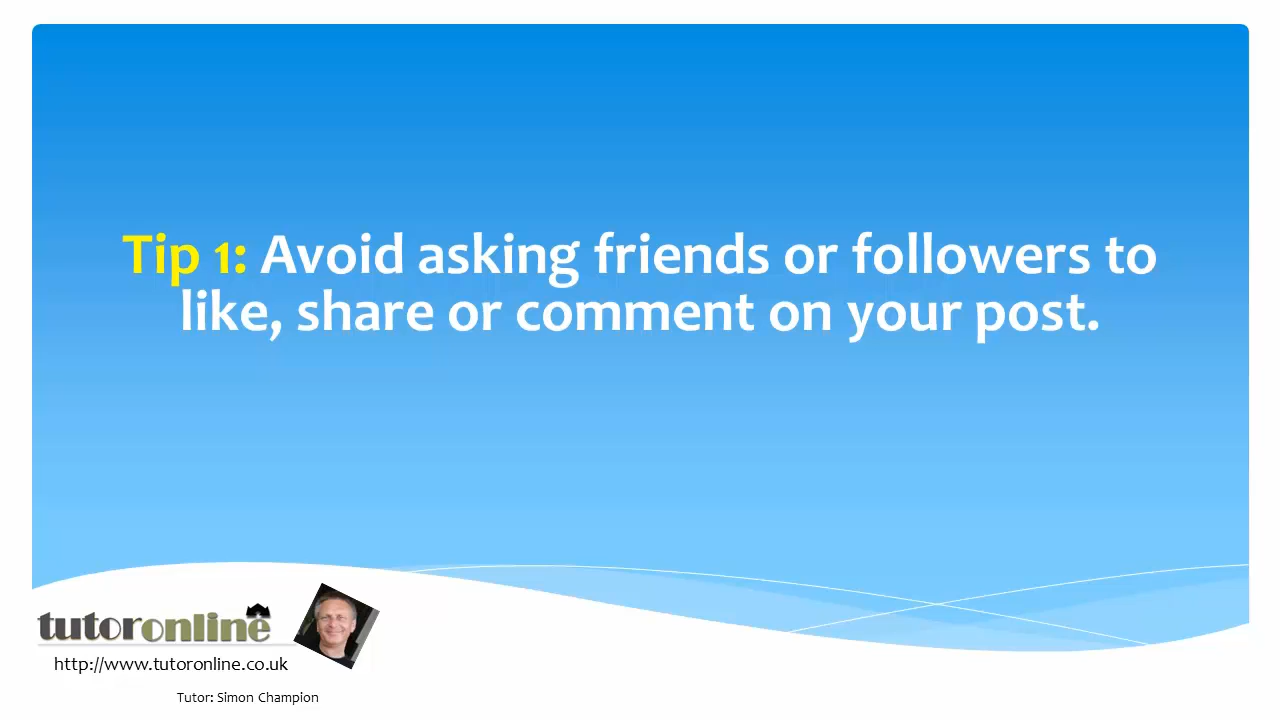 Tip 1: Avoid asking friends or followers to
like, share or comment on your post.
tutoronline
http://www.tutoronline.co.uk
Tutor: Simon Champion